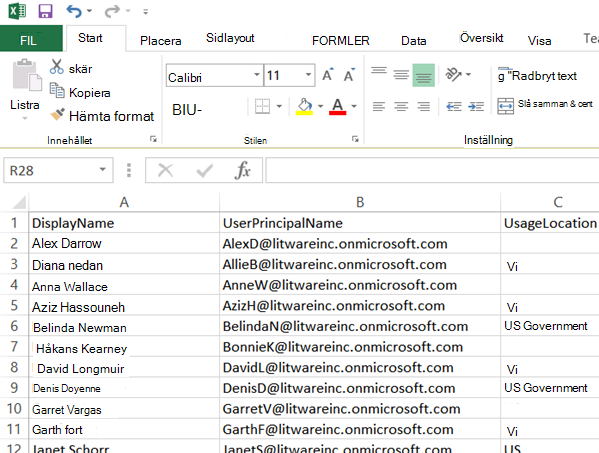 FIL Start Placera Sidlayout FORMLER Data Översikt Visa Tea
skär
Kopiera
Listra
Hämta format
Calibri 11 A A
BIU-
A
g "Radbryt text
Slå samman & cert
Innehållet Stilen Inställning
R28 fx
A B C
1 DisplayName UserPrincipalName UsageLocation
2 Alex Darrow AlexD@litwareinc.onmicrosoft.com
3 Diana nedan AllieB@litwareinc.onmicrosoft.com Vi
4 Anna Wallace AnneW@litwareinc.onmicrosoft.com
5 Aziz Hassouneh AzizH@litwareinc.onmicrosoft.com Vi
6 Belinda Newman BelindaN@litwareinc.onmicrosoft.com US Government
7 Håkans Kearney BonnieK@litwareinc.onmicrosoft.com
8 David Longmuir DavidL@litwareinc.onmicrosoft.com Vi
9 Denis Doyenne DenisD@litwareinc.onmicrosoft.com US Government
10 Garret Vargas GarretV@litwareinc.onmicrosoft.com
11 Garth fort GarthF@litwareinc.onmicrosoft.com Vi
12 Janet Schorr JanetS@litwareinc.onmicrosoft.com US